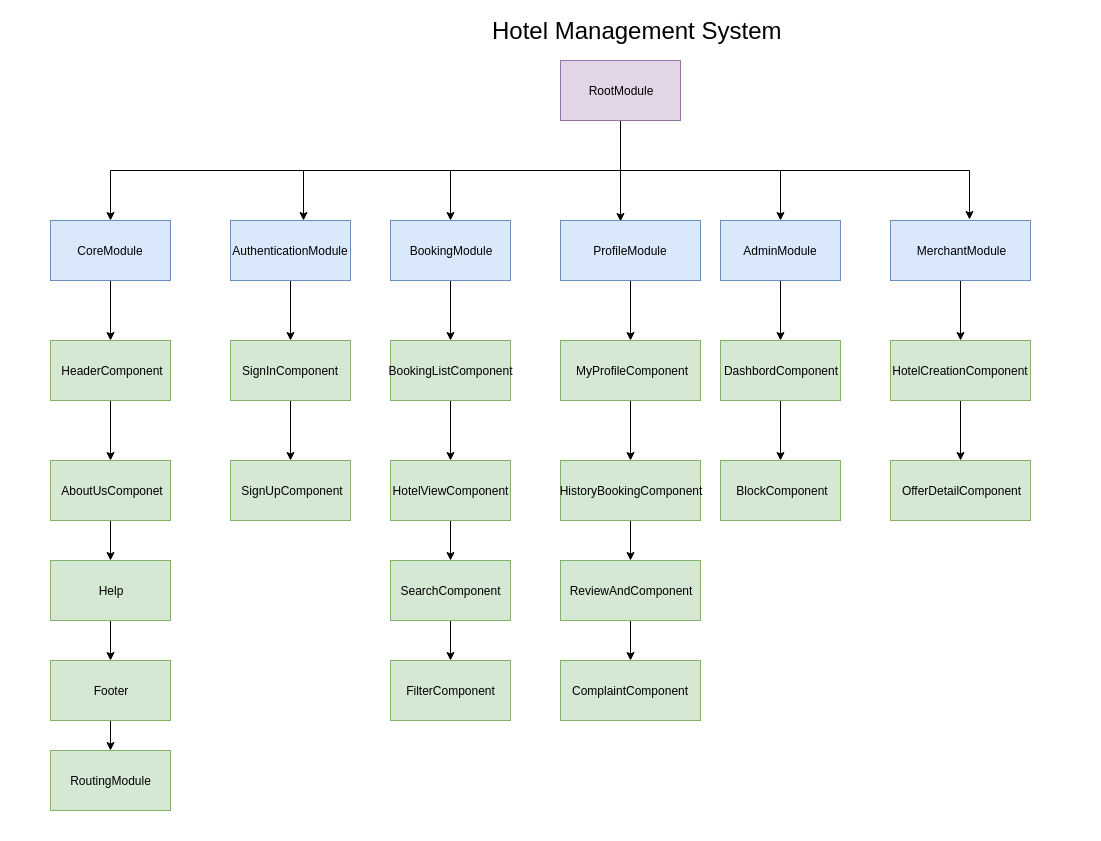 Hotel Management System
RootModule
CoreModule
AuthenticationModule
BookingModule
ProfileModule
AdminModule
MerchantModule
HeaderComponent
SignInComponent
BookingListComponent
MyProfileComponent
DashbordComponent
HotelCreationComponent
AboutUsComponet
SignUpComponent
HotelViewComponent
HistoryBookingComponent
BlockComponent
OfferDetailComponent
Help
SearchComponent
ReviewAndComponent
Footer
FilterComponent
ComplaintComponent
RoutingModule